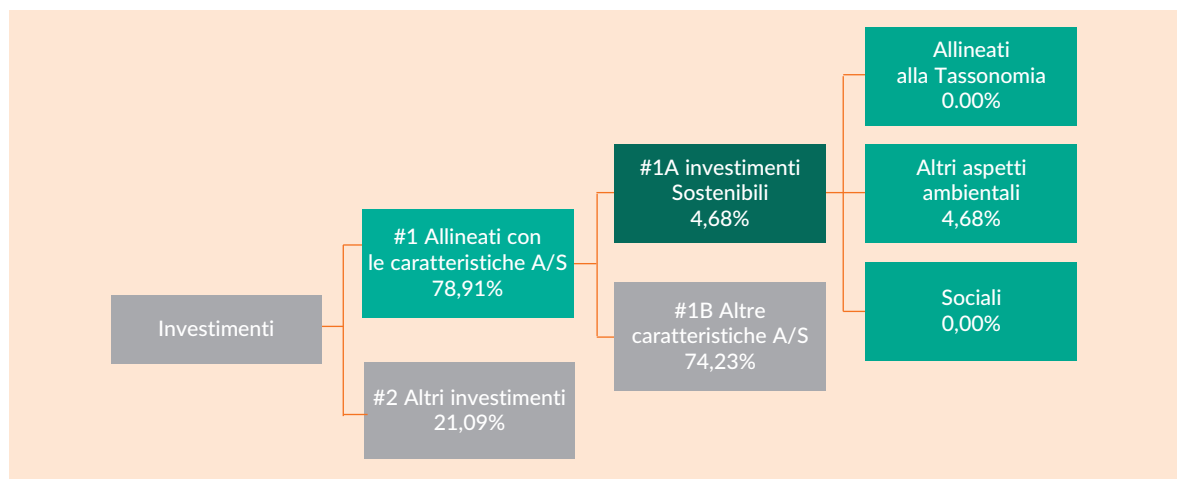 Investimenti
#1 Allineati con
le caratteristiche A/S
78,91%
#2 Altri investimenti
21,09%
#1A investimenti
Sostenibili
4,68%
#1B Altre
caratteristiche A/S
74,23%
Allineati
alla Tassonomia
0.00%
Altri aspetti
ambientali
4,68%
Sociali
0,00%